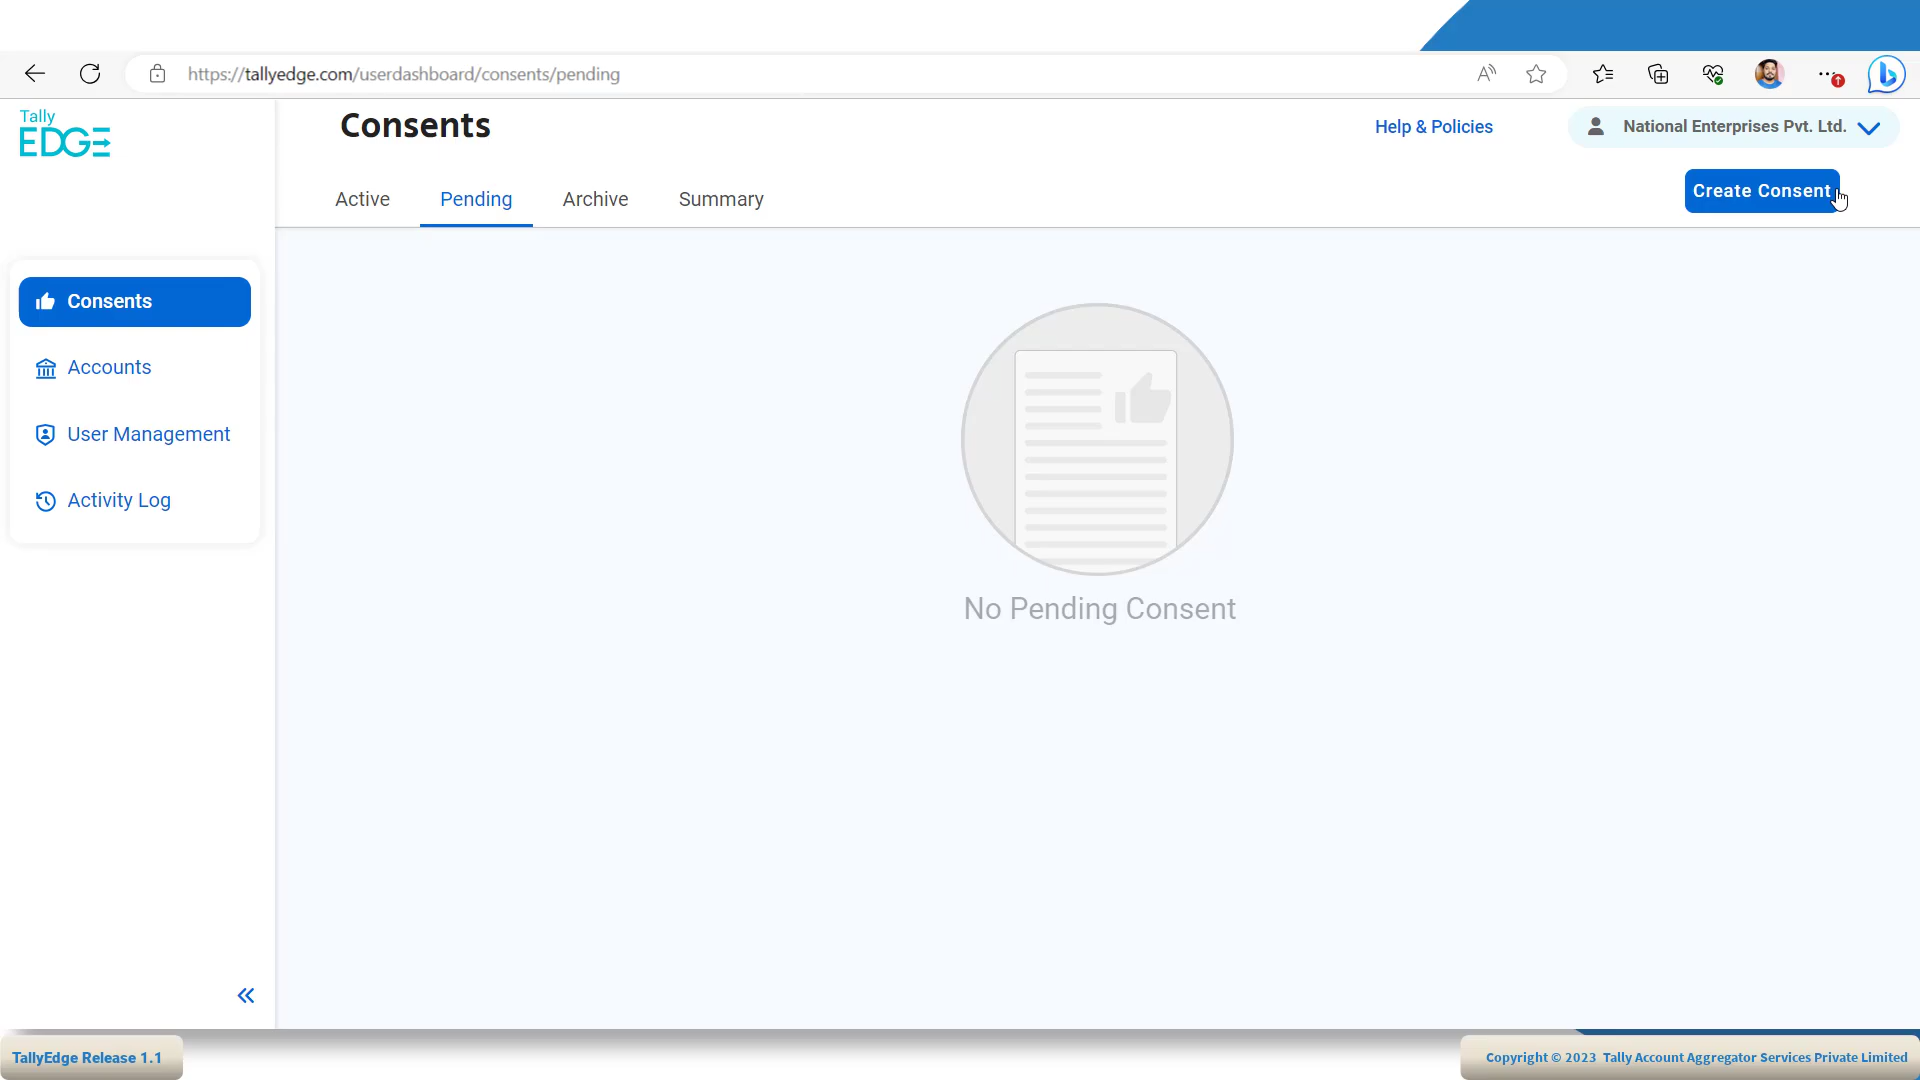 https://tallyedge.com/userdashboard/consents/pending
Tally
EDGE
Consents
Help & Policies
National Enterprises Pvt. Ltd.
Active
Pending
Archive
Summary
Create Consent
Consents
Accounts
User Management
Activity Log
No Pending Consent
TallyEdge Release 1.1
Copyright © 2023 Tally Account Aggregator Services Private Limited